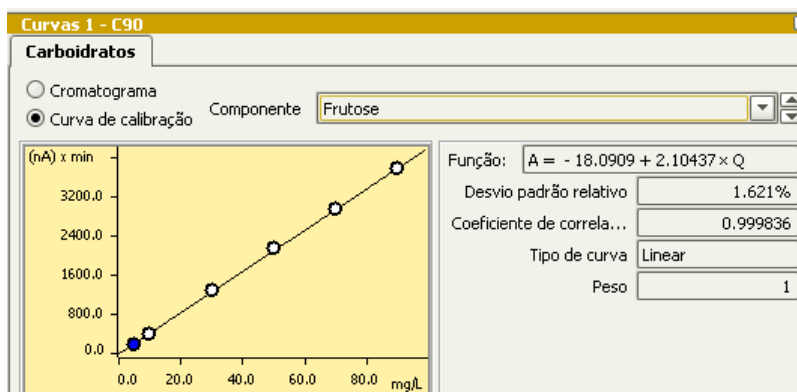 Curvas 1 - C90
Carboidratos
Cromatograma
Curva de calibração
Componente Frutose
(nA) x min
3200.0
2400.0
1600.0
800.0
0.0
0.0 20.0 40.0 60.0 80.0 mg/L
Função: A = - 18.0909 + 2.10437 × Q
Desvio padrão relativo 1.621%
Coeficiente de correla... 0.999836
Tipo de curva Linear
Peso 1